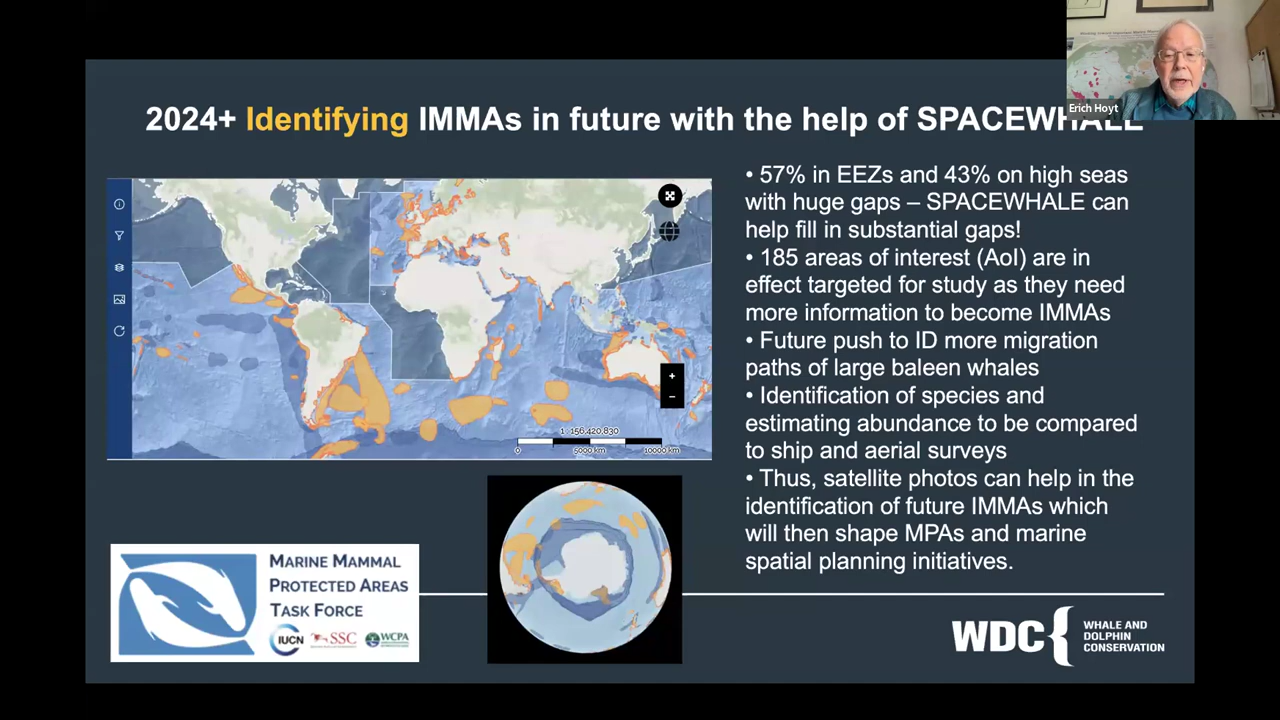 Erich Hoyt
2024+ Identifying IMMAs in future with the help of SPACEWHALE
• 57% in EEZs and 43% on high seas
with huge gaps – SPACEWHALE can
help fill in substantial gaps!
• 185 areas of interest (AoI) are in
effect targeted for study as they need
more information to become IMMAs
• Future push to ID more migration
paths of large baleen whales
• Identification of species and
estimating abundance to be compared
to ship and aerial surveys
• Thus, satellite photos can help in the
identification of future IMMAs which
will then shape MPAs and marine
spatial planning initiatives.
1 : 156,420,830
0 5000 km 10000 km
MARINE MAMMAL
PROTECTED AREAS
TASK FORCE
IUCN SSC WCPA
WDC
WHALE AND
DOLPHIN
CONSERVATION